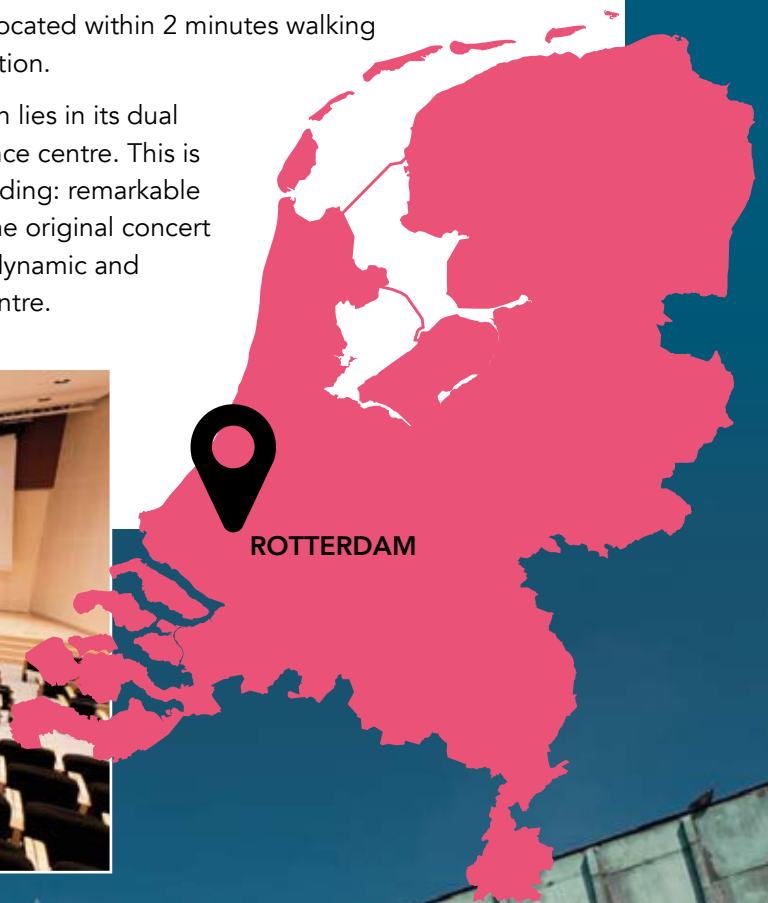 ocated within 2 minutes walking
tion.
n lies in its dual
ce centre. This is
ding: remarkable
e original concert
dynamic and
ntre.
ROTTERDAM